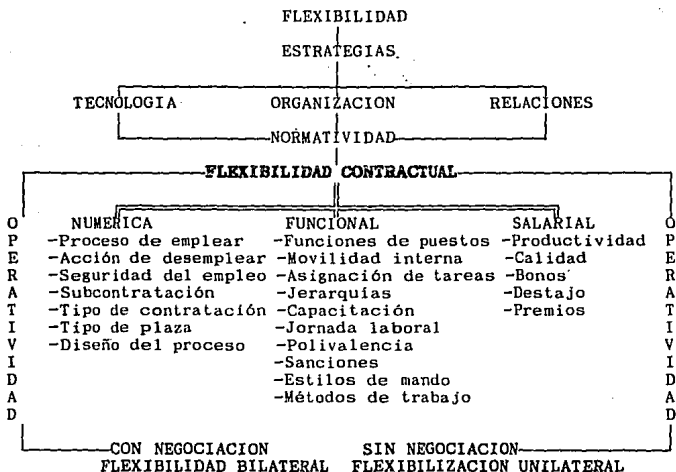 FLEXIBILIDAD
ESTRATEGIAS
TECNOLOGIA ORGANIZACION RELACIONES
NORMATIVIDAD
FLEXIBILIDAD CONTRACTUAL
OPERATIVIDAD
NUMERICA FUNCIONAL SALARIAL
-Proceso de emplear -Funciones de puestos -Productividad
-Acción de desemplear -Movilidad interna -Calidad
-Seguridad del empleo -Asignación de tareas -Bonos
-Subcontratación -Jerarquías -Destajo
-Tipo de contratación -Capacitación -Premios
-Tipo de plaza -Jornada laboral
-Diseño del proceso -Polivalencia
-Sanciones
-Estilos de mando
-Métodos de trabajo
OPERATIVIDAD
CON NEGOCIACION SIN NEGOCIACION
FLEXIBILIDAD BILATERAL FLEXIBILIZACION UNILATERAL